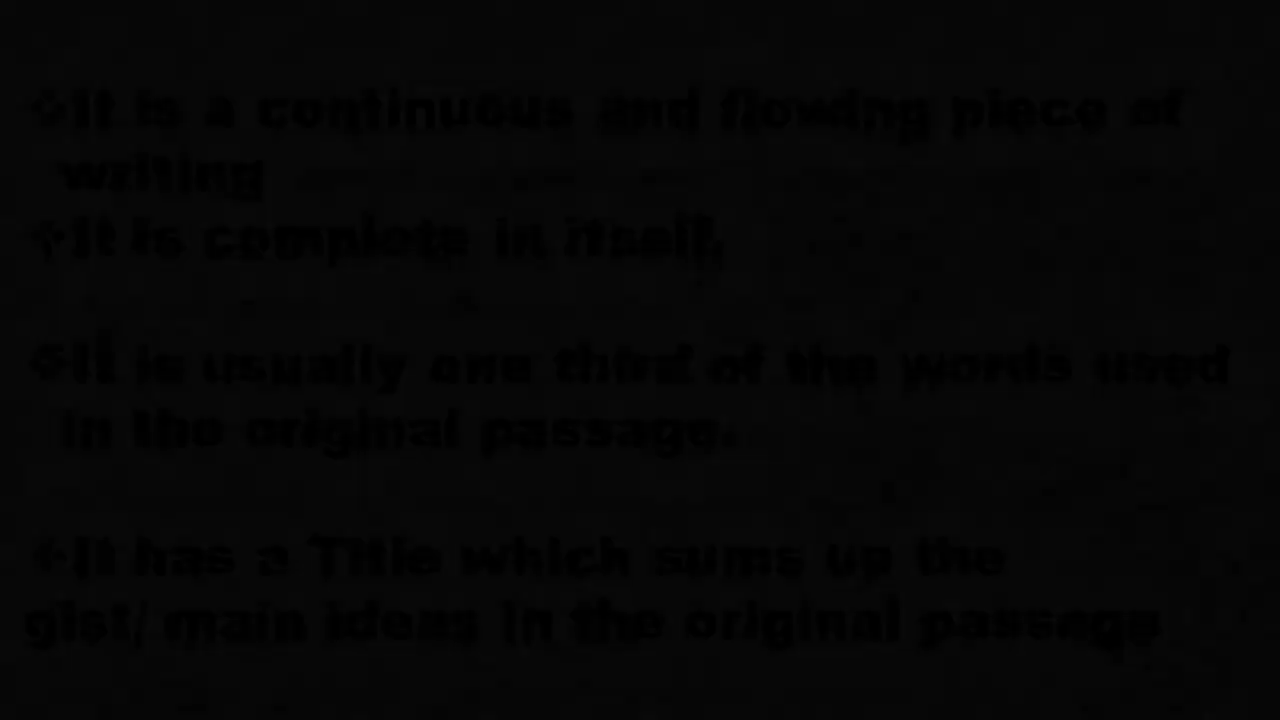 ❖It is a continuous and flowing piece of
writing
❖It is complete in itself.
❖It is usually one third of the words used
in the original passage.
❖It has a Title which sums up the
gist/ main ideas in the original passage